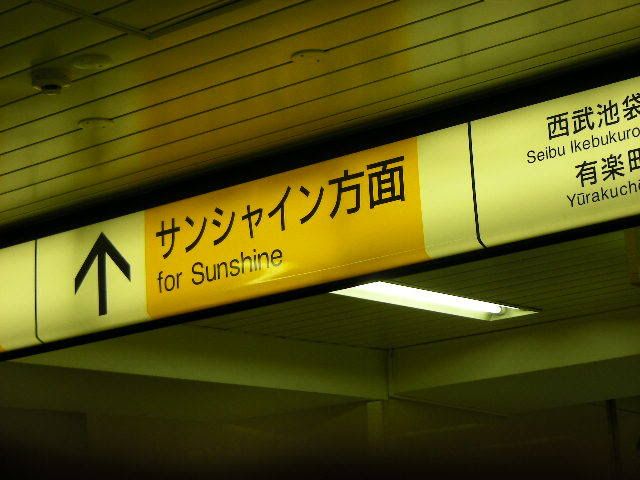 サンシャイン方面
for Sunshine
西武池袋
Seibu Ikebukuro
有楽町
Yūrakuchō